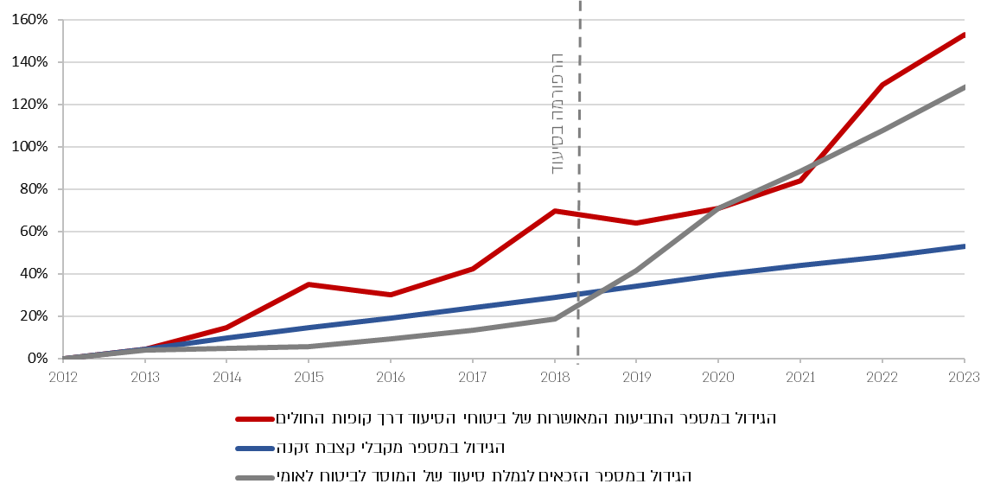 160%
140%
120%
100%
80%
60%
40%
20%
0%
הרפורמה בסיעוד
2012 2013 2014 2015 2016 2017 2018 2019 2020 2021 2022 2023
הגידול במספר התביעות המאושרות של ביטוחי הסיעוד דרך קופות החולים
הגידול במספר מקבלי קצבת זקנה
הגידול במספר הזכאים לגמלת סיעוד של המוסד לביטוח לאומי